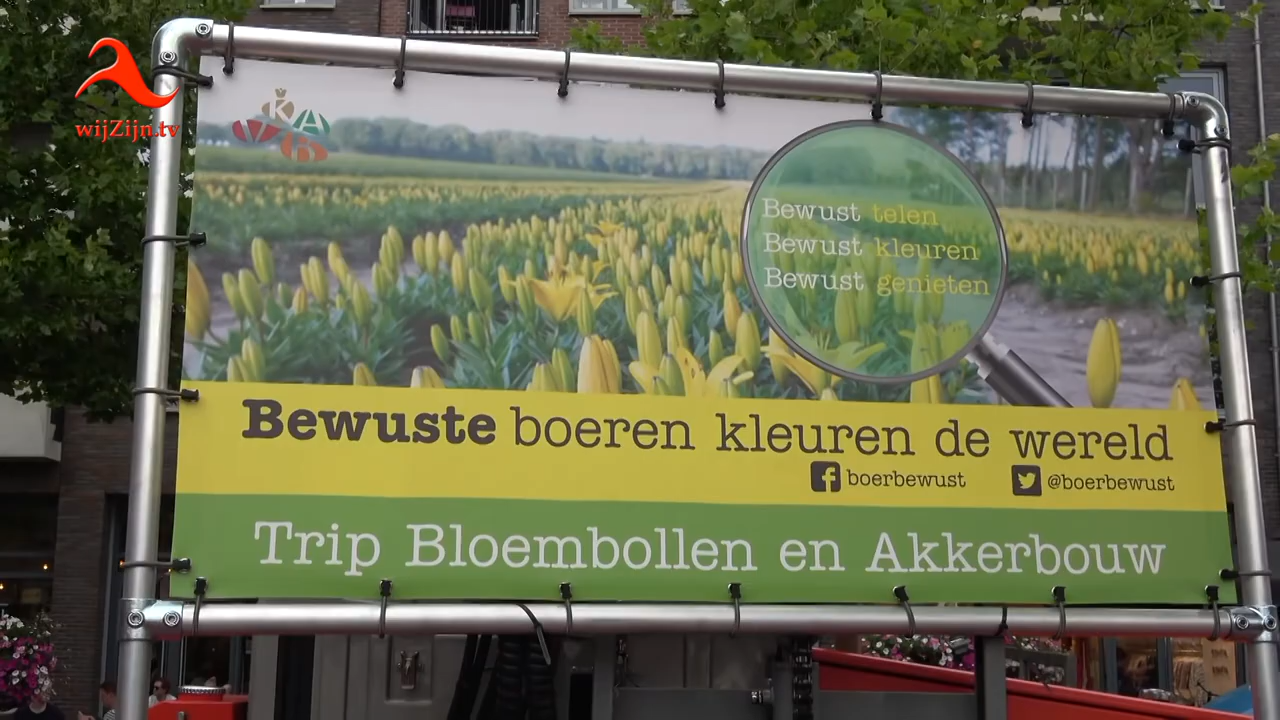 wijZijn.tv
Bewust telen
Bewust kleuren
Bewust genieten
Bewuste boeren kleuren de wereld
boerbewust @boerbewust
Trip Bloembollen en Akkerbouw